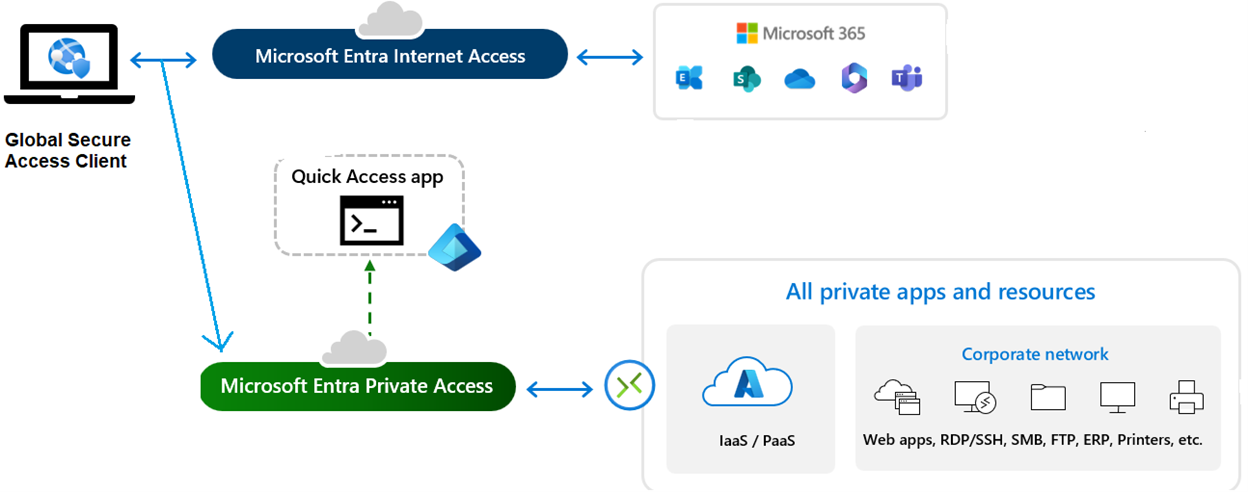 Microsoft Entra Internet Access
Microsoft 365
E
S
T
Global Secure
Access Client
Quick Access app
>_
All private apps and resources
Microsoft Entra Private Access
Corporate network
IaaS / PaaS
Web apps, RDP/SSH, SMB, FTP, ERP, Printers, etc.